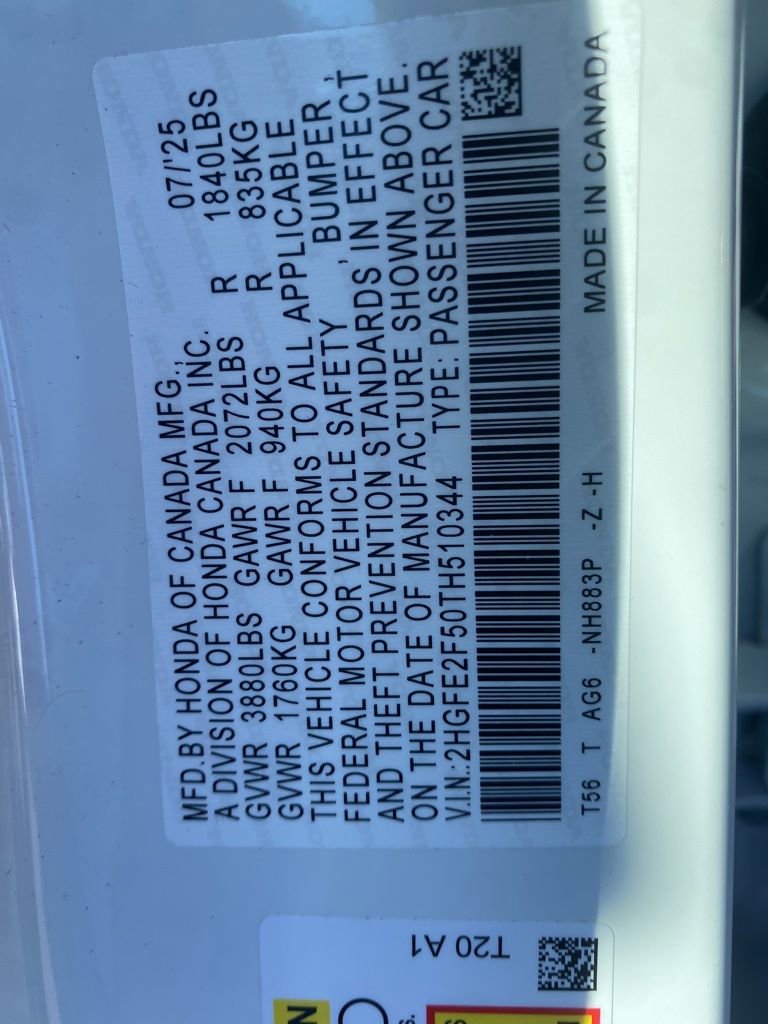 MFD.BY HONDA OF CANADA MFG., 07/'25
A DIVISION OF HONDA CANADA INC.
GVWR 3880LBS GAWR F 2072LBS R 1840LBS
GVWR 1760KG GAWR F 940KG R 835KG
THIS VEHICLE CONFORMS TO ALL APPLICABLE
FEDERAL MOTOR VEHICLE SAFETY , BUMPER ,
AND THEFT PREVENTION STANDARDS IN EFFECT
ON THE DATE OF MANUFACTURE SHOWN ABOVE.
V.I.N.:2HGFE2F50TH510344 TYPE: PASSENGER CAR
T56 T AG6 -NH883P -Z -H MADE IN CANADA
T20 A1